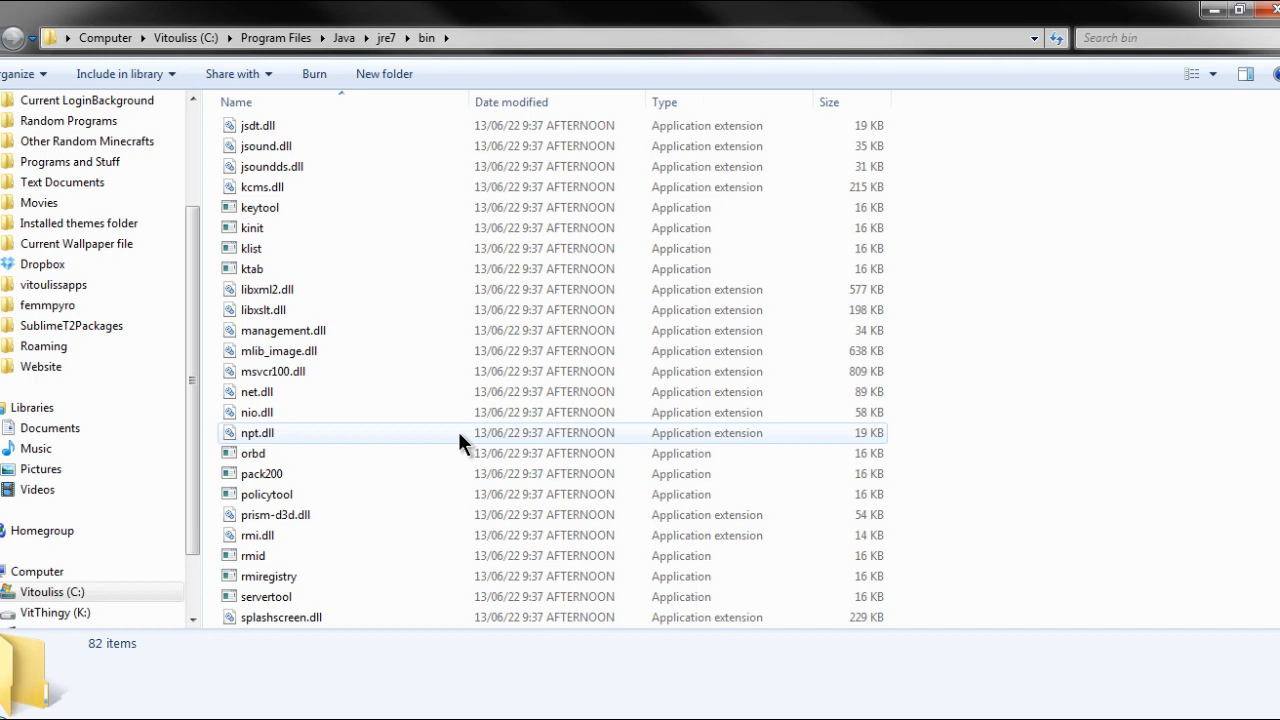 Computer Vitouliss (C:) Program Files Java jre7 bin Search bin
rganize Include in library Share with Burn New folder
Current LoginBackground
Random Programs
Other Random Minecrafts
Programs and Stuff
Text Documents
Movies
Installed themes folder
Current Wallpaper file
Dropbox
vitoulissapps
femmpyro
SublimeT2Packages
Roaming
Website
Libraries
Documents
Music
Pictures
Videos
Homegroup
Computer
Vitouliss (C:)
VitThingy (K:)
Name Date modified Type Size
jsdt.dll 13/06/22 9:37 AFTERNOON Application extension 19 KB
jsound.dll 13/06/22 9:37 AFTERNOON Application extension 35 KB
jsoundds.dll 13/06/22 9:37 AFTERNOON Application extension 31 KB
kcms.dll 13/06/22 9:37 AFTERNOON Application extension 215 KB
keytool 13/06/22 9:37 AFTERNOON Application 16 KB
kinit 13/06/22 9:37 AFTERNOON Application 16 KB
klist 13/06/22 9:37 AFTERNOON Application 16 KB
ktab 13/06/22 9:37 AFTERNOON Application 16 KB
libxml2.dll 13/06/22 9:37 AFTERNOON Application extension 577 KB
libxslt.dll 13/06/22 9:37 AFTERNOON Application extension 198 KB
management.dll 13/06/22 9:37 AFTERNOON Application extension 34 KB
mlib_image.dll 13/06/22 9:37 AFTERNOON Application extension 638 KB
msvcr100.dll 13/06/22 9:37 AFTERNOON Application extension 809 KB
net.dll 13/06/22 9:37 AFTERNOON Application extension 89 KB
nio.dll 13/06/22 9:37 AFTERNOON Application extension 58 KB
npt.dll 13/06/22 9:37 AFTERNOON Application extension 19 KB
orbd 13/06/22 9:37 AFTERNOON Application 16 KB
pack200 13/06/22 9:37 AFTERNOON Application 16 KB
policytool 13/06/22 9:37 AFTERNOON Application 16 KB
prism-d3d.dll 13/06/22 9:37 AFTERNOON Application extension 54 KB
rmi.dll 13/06/22 9:37 AFTERNOON Application extension 14 KB
rmid 13/06/22 9:37 AFTERNOON Application 16 KB
rmiregistry 13/06/22 9:37 AFTERNOON Application 16 KB
servertool 13/06/22 9:37 AFTERNOON Application 16 KB
splashscreen.dll 13/06/22 9:37 AFTERNOON Application extension 229 KB
82 items